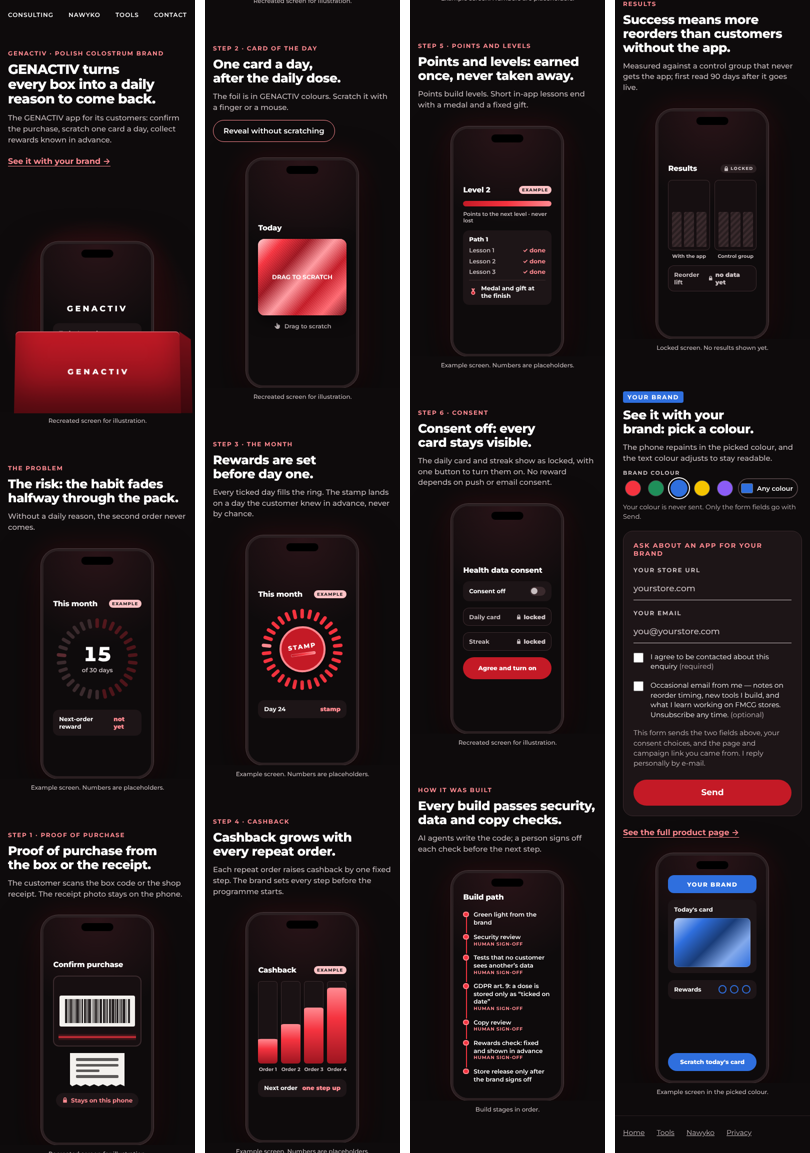 CONSULTING NAWYKO TOOLS CONTACT
GENACTIV · POLISH COLOSTRUM BRAND
GENACTIV turns
every box into a daily
reason to come back.
The GENACTIV app for its customers: confirm
the purchase, scratch one card a day, collect
rewards known in advance.
See it with your brand →
GENACTIV
GENACTIV
Recreated screen for illustration.
THE PROBLEM
The risk: the habit fades
halfway through the pack.
Without a daily reason, the second order never
comes.
This month EXAMPLE
15
of 30 days
Next-order
reward
not
yet
Example screen. Numbers are placeholders.
STEP 1 · PROOF OF PURCHASE
Proof of purchase from
the box or the receipt.
The customer scans the box code or the shop
receipt. The receipt photo stays on the phone.
Confirm purchase
Stays on this phone
Recreated screen for illustration.
STEP 2 · CARD OF THE DAY
One card a day,
after the daily dose.
The foil is in GENACTIV colours. Scratch it with
a finger or a mouse.
Reveal without scratching
Today
DRAG TO SCRATCH
Drag to scratch
Recreated screen for illustration.
STEP 3 · THE MONTH
Rewards are set
before day one.
Every ticked day fills the ring. The stamp lands
on a day the customer knew in advance, never
by chance.
This month EXAMPLE
STAMP
Day 24 stamp
Example screen. Numbers are placeholders.
STEP 4 · CASHBACK
Cashback grows with
every repeat order.
Each repeat order raises cashback by one fixed
step. The brand sets every step before the
programme starts.
Cashback EXAMPLE
Order 1 Order 2 Order 3 Order 4
Next order one step up
Example screen. Numbers are placeholders.
STEP 5 · POINTS AND LEVELS
Points and levels: earned
once, never taken away.
Points build levels. Short in-app lessons end
with a medal and a fixed gift.
Level 2 EXAMPLE
Points to the next level · never
lost
Path 1
Lesson 1 ✓ done
Lesson 2 ✓ done
Lesson 3 ✓ done
Medal and gift at
the finish
Example screen. Numbers are placeholders.
STEP 6 · CONSENT
Consent off: every
card stays visible.
The daily card and streak show as locked, with
one button to turn them on. No reward
depends on push or email consent.
Health data consent
Consent off
Daily card locked
Streak locked
Agree and turn on
Recreated screen for illustration.
HOW IT WAS BUILT
Every build passes security,
data and copy checks.
AI agents write the code; a person signs off
each check before the next step.
Build path
Green light from the
brand
Security review
HUMAN SIGN-OFF
Tests that no customer
sees another's data
HUMAN SIGN-OFF
GDPR art. 9: a dose is
stored only as "ticked on
date"
HUMAN SIGN-OFF
Copy review
HUMAN SIGN-OFF
Rewards check: fixed
and shown in advance
HUMAN SIGN-OFF
Store release only after
the brand signs off
Build stages in order.
RESULTS
Success means more
reorders than customers
without the app.
Measured against a control group that never
gets the app; first read 90 days after it goes
live.
Results LOCKED
With the app Control group
Reorder
lift
no data
yet
Locked screen. No results shown yet.
YOUR BRAND
See it with your
brand: pick a colour.
The phone repaints in the picked colour, and
the text colour adjusts to stay readable.
BRAND COLOUR
Any colour
Your colour is never sent. Only the form fields go with
Send.
ASK ABOUT AN APP FOR YOUR
BRAND
YOUR STORE URL
yourstore.com
YOUR EMAIL
you@yourstore.com
I agree to be contacted about this
enquiry (required)
Occasional email from me — notes on
reorder timing, new tools I build, and
what I learn working on FMCG stores.
Unsubscribe any time. (optional)
This form sends the two fields above, your
consent choices, and the page and
campaign link you came from. I reply
personally by e-mail.
Send
See the full product page →
YOUR BRAND
Today's card
Rewards
Scratch today's card
Example screen in the picked colour.
Home Tools Nawyko Privacy